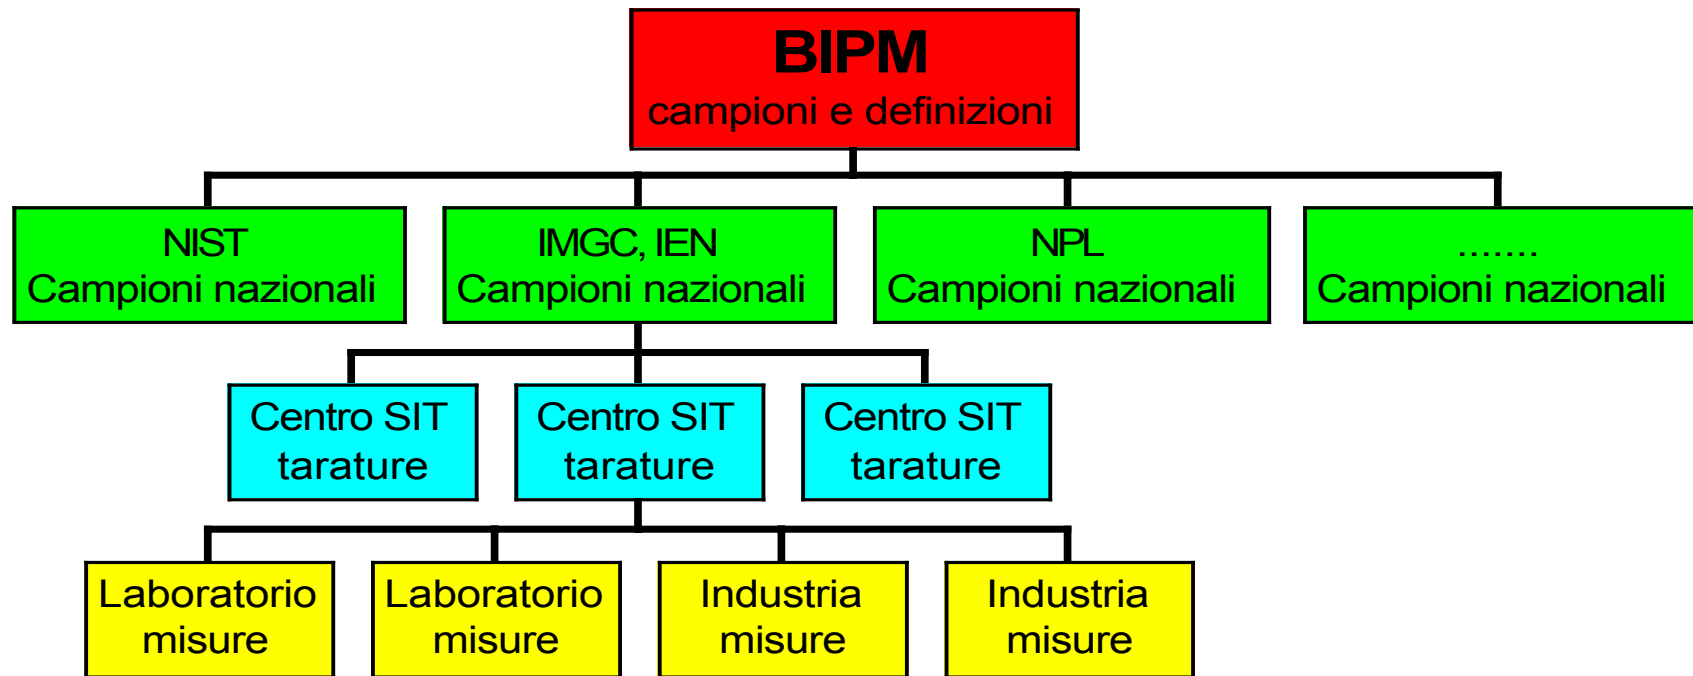 BIPM
campioni e definizioni
NIST
Campioni nazionali
IMGC, IEN
Campioni nazionali
NPL
Campioni nazionali
.......
Campioni nazionali
Centro SIT
tarature
Centro SIT
tarature
Centro SIT
tarature
Laboratorio
misure
Laboratorio
misure
Industria
misure
Industria
misure